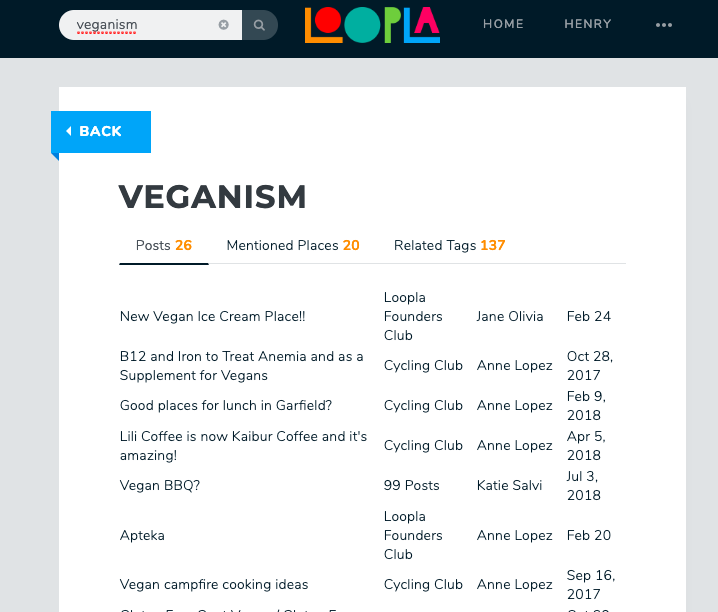 veganism
LOOPLA
HOME
HENRY
BACK
VEGANISM
Posts 26
Mentioned Places 20
Related Tags 137
New Vegan Ice Cream Place!! Loopla Founders Club Jane Olivia Feb 24
B12 and Iron to Treat Anemia and as a Supplement for Vegans Cycling Club Anne Lopez Oct 28, 2017
Good places for lunch in Garfield? Cycling Club Anne Lopez Feb 9, 2018
Lili Coffee is now Kaibur Coffee and it's amazing! Cycling Club Anne Lopez Apr 5, 2018
Vegan BBQ? 99 Posts Katie Salvi Jul 3, 2018
Apteka Loopla Founders Club Anne Lopez Feb 20
Vegan campfire cooking ideas Cycling Club Anne Lopez Sep 16, 2017